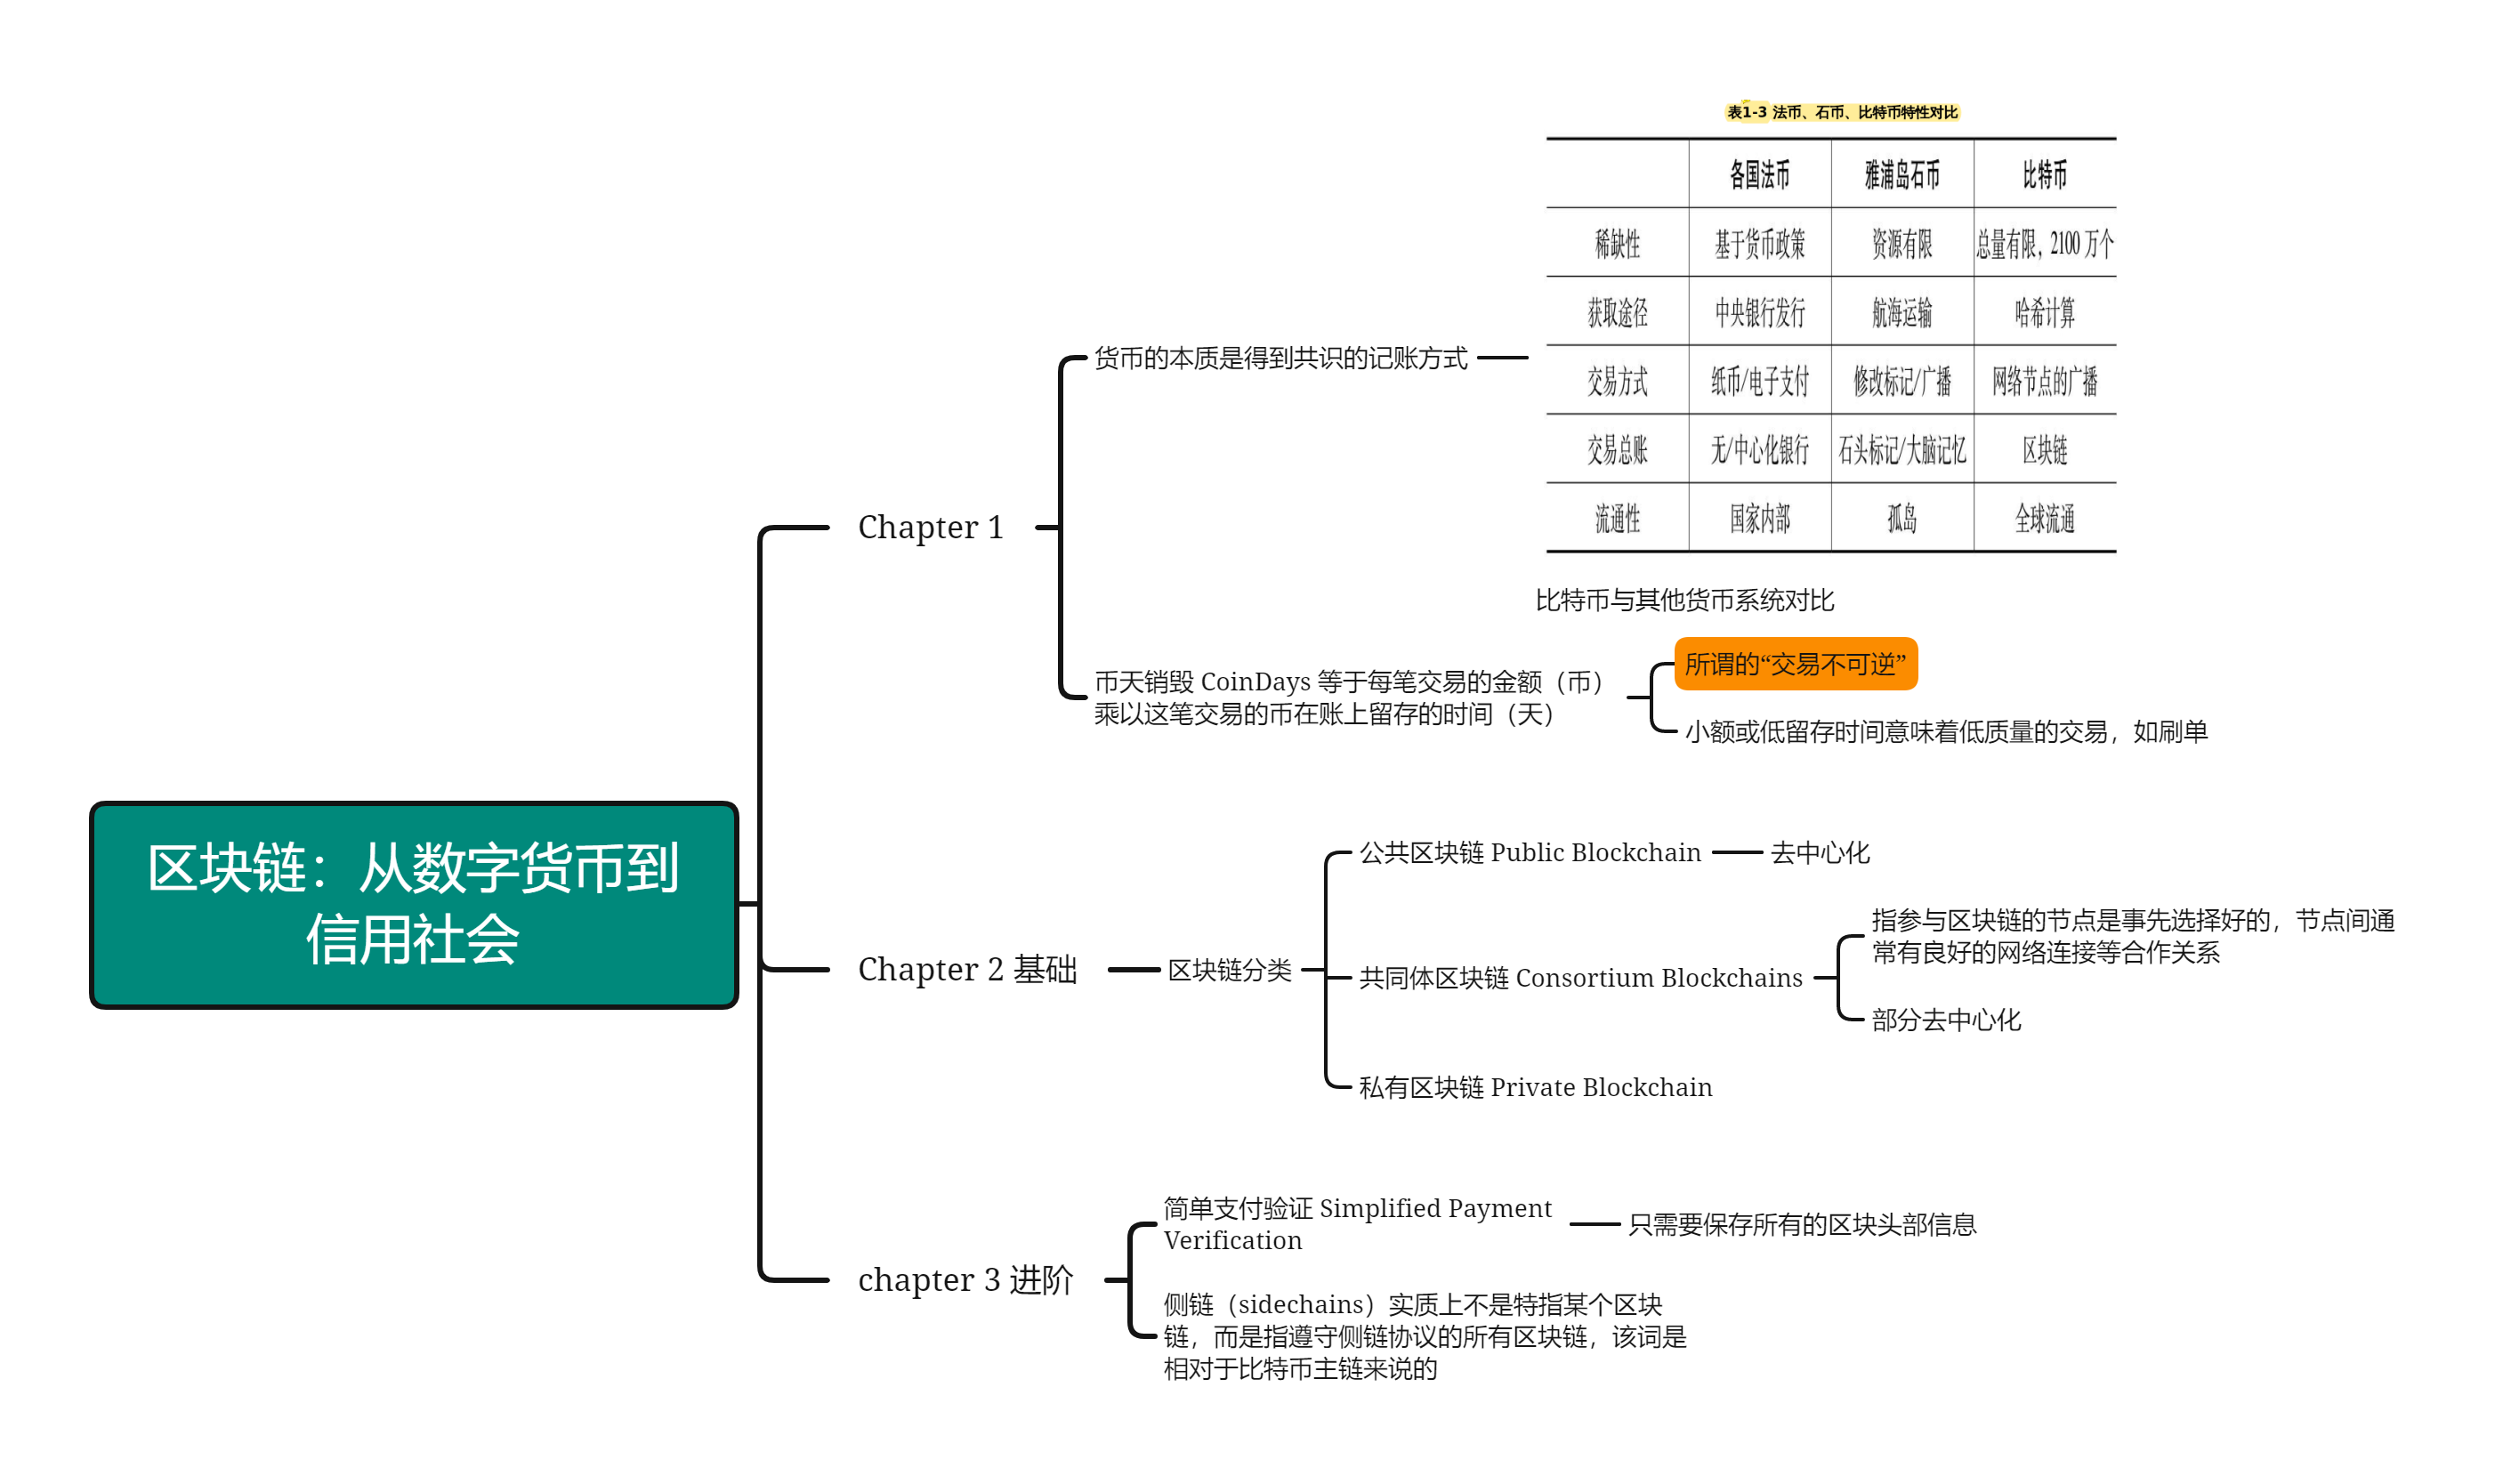 区块链：从数字货币到
信用社会
Chapter 1
货币的本质是得到共识的记账方式
表1-3 法币、石币、比特币特性对比
各国法币 雅浦岛石币 比特币
稀缺性 基于货币政策 资源有限 总量有限，2100 万个
获取途径 中央银行发行 航海运输 哈希计算
交易方式 纸币/电子支付 修改标记/广播 网络节点的广播
交易总账 无/中心化银行 石头标记/大脑记忆 区块链
流通性 国家内部 孤岛 全球流通
比特币与其他货币系统对比
币天销毁 CoinDays 等于每笔交易的金额（币）
乘以这笔交易的币在账上留存的时间（天）
所谓的“交易不可逆”
小额或低留存时间意味着低质量的交易，如刷单
Chapter 2 基础
区块链分类
公共区块链 Public Blockchain
去中心化
共同体区块链 Consortium Blockchains
指参与区块链的节点是事先选择好的，节点间通
常有良好的网络连接等合作关系
部分去中心化
私有区块链 Private Blockchain
chapter 3 进阶
简单支付验证 Simplified Payment
Verification
只需要保存所有的区块头部信息
侧链（sidechains）实质上不是特指某个区块
链，而是指遵守侧链协议的所有区块链，该词是
相对于比特币主链来说的